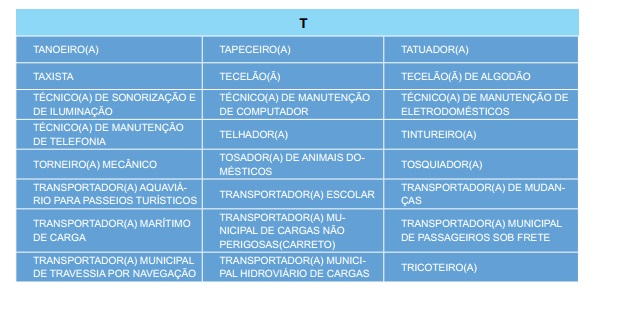 T
TANOEIRO(A)
TAPECEIRO(A)
TATUADOR(A)
TAXISTA
TECELÃO(Ã)
TECELÃO(Ã) DE ALGODÃO
TÉCNICO(A) DE SONORIZAÇÃO E
DE ILUMINAÇÃO
TÉCNICO(A) DE MANUTENÇÃO
DE COMPUTADOR
TÉCNICO(A) DE MANUTENÇÃO DE
ELETRODOMÉSTICOS
TÉCNICO(A) DE MANUTENÇÃO
DE TELEFONIA
TELHADOR(A)
TINTUREIRO(A)
TORNEIRO(A) MECÂNICO
TOSADOR(A) DE ANIMAIS DO-
MÉSTICOS
TOSQUIADOR(A)
TRANSPORTADOR(A) AQUAVIÁ-
RIO PARA PASSEIOS TURÍSTICOS
TRANSPORTADOR(A) ESCOLAR
TRANSPORTADOR(A) DE MUDAN-
ÇAS
TRANSPORTADOR(A) MARÍTIMO
DE CARGA
TRANSPORTADOR(A) MU-
NICIPAL DE CARGAS NÃO
PERIGOSAS(CARRETO)
TRANSPORTADOR(A) MUNICIPAL
DE PASSAGEIROS SOB FRETE
TRANSPORTADOR(A) MUNICIPAL
DE TRAVESSIA POR NAVEGAÇÃO
TRANSPORTADOR(A) MUNICI-
PAL HIDROVIÁRIO DE CARGAS
TRICOTEIRO(A)